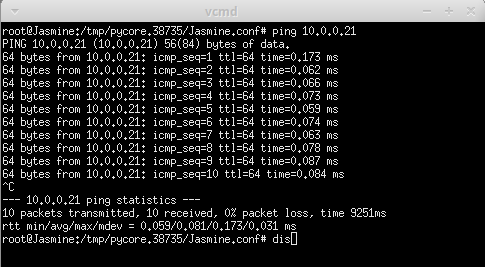 vcmd
root@Jasmine:/tmp/pycore.38735/Jasmine.conf# ping 10.0.0.21
PING 10.0.0.21 (10.0.0.21) 56(84) bytes of data.
64 bytes from 10.0.0.21: icmp_seq=1 ttl=64 time=0.173 ms
64 bytes from 10.0.0.21: icmp_seq=2 ttl=64 time=0.062 ms
64 bytes from 10.0.0.21: icmp_seq=3 ttl=64 time=0.066 ms
64 bytes from 10.0.0.21: icmp_seq=4 ttl=64 time=0.073 ms
64 bytes from 10.0.0.21: icmp_seq=5 ttl=64 time=0.059 ms
64 bytes from 10.0.0.21: icmp_seq=6 ttl=64 time=0.074 ms
64 bytes from 10.0.0.21: icmp_seq=7 ttl=64 time=0.063 ms
64 bytes from 10.0.0.21: icmp_seq=8 ttl=64 time=0.078 ms
64 bytes from 10.0.0.21: icmp_seq=9 ttl=64 time=0.087 ms
64 bytes from 10.0.0.21: icmp_seq=10 ttl=64 time=0.084 ms
^C
--- 10.0.0.21 ping statistics ---
10 packets transmitted, 10 received, 0% packet loss, time 9251ms
rtt min/avg/max/mdev = 0.059/0.081/0.173/0.031 ms
root@Jasmine:/tmp/pycore.38735/Jasmine.conf# dis